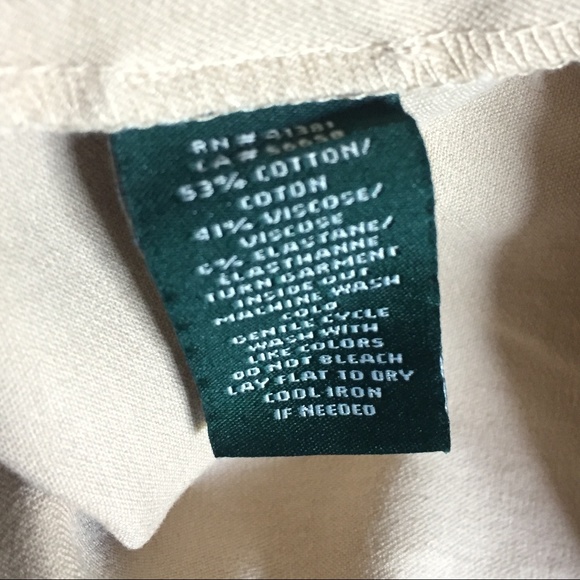 RN # 41381
CA #
53% COTTON/
COTON
41% VISCOSE/
VISCOSE
6% ELASTANE/
ELASTHANNE
TURN GARMENT
INSIDE OUT
MACHINE WASH
COLD
GENTLE CYCLE
WASH WITH
LIKE COLORS
DO NOT BLEACH
LAY FLAT TO DRY
COOL IRON
IF NEEDED